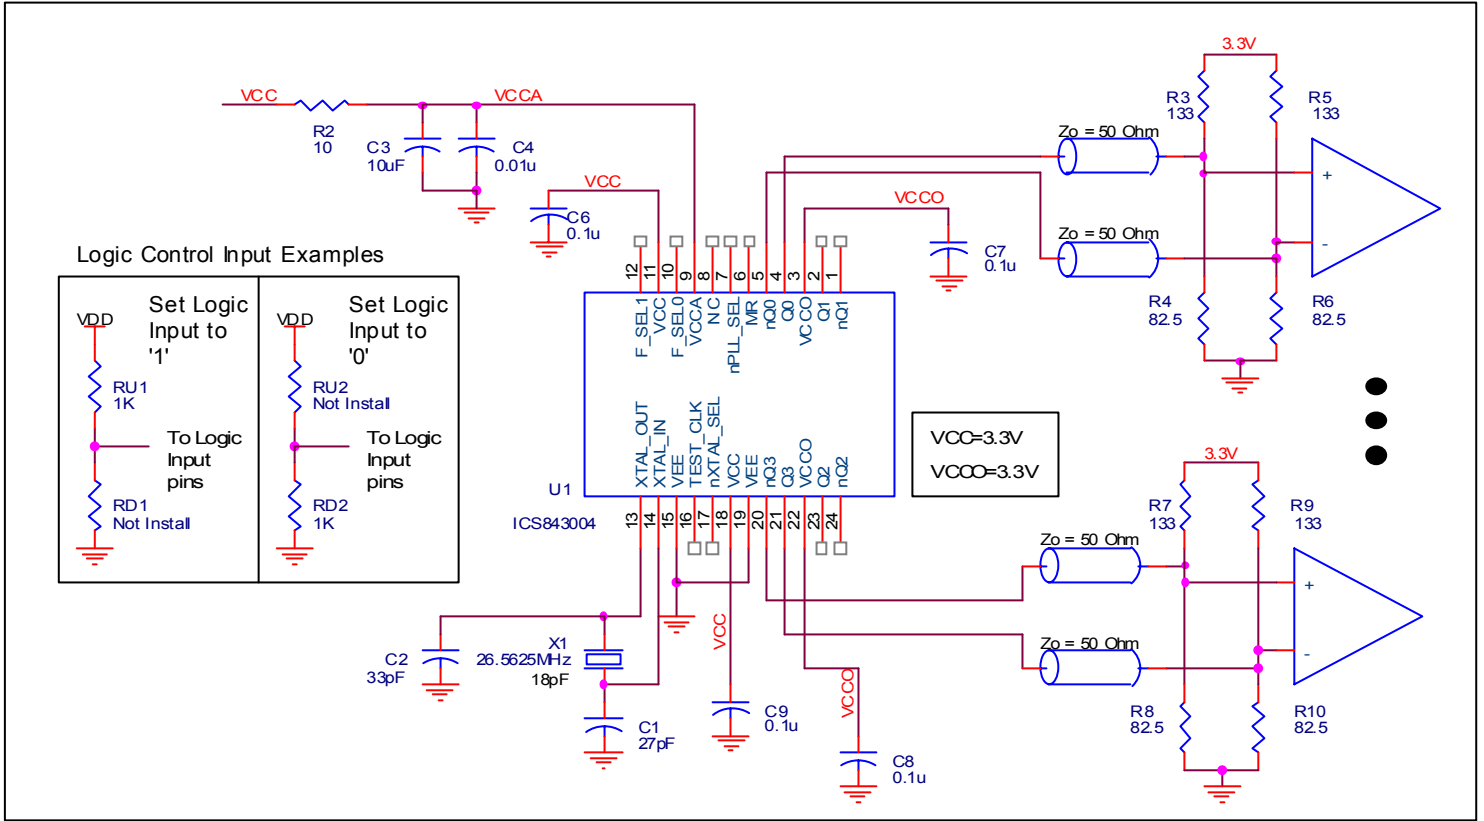 3.3V
VCC
VCCA
R2
10
C3
10uF
C4
0.01u
R3
133
R5
133
Zo = 50 Ohm
+
-
VCC
C6
0.1u
VCCO
C7
0.1u
Zo = 50 Ohm
R4
82.5
R6
82.5
Logic Control Input Examples
Set Logic
Input to
'1'
VDD
RU1
1K
To Logic
Input
pins
RD1
Not Install
Set Logic
Input to
'0'
VDD
RU2
Not Install
To Logic
Input
pins
RD2
1K
12
11
10
9
8
7
6
5
4
3
2
1
F_SEL1
VCC
F_SEL0
VCCA
NC
nPLL_SEL
MR
nQ0
Q0
VCCO
Q1
nQ1
XTAL_OUT
XTAL_IN
VEE
TEST_CLK
nXTAL_SEL
VCC
VEE
nQ3
Q3
VCCO
Q2
nQ2
U1
ICS843004
13
14
15
16
17
18
19
20
21
22
23
24
VCC=3.3V
VCCO=3.3V
3.3V
R7
133
R9
133
Zo = 50 Ohm
+
-
Zo = 50 Ohm
R8
82.5
R10
82.5
C2
33pF
X1
26.5625MHz
18pF
C1
27pF
VCC
C9
0.1u
VCCO
C8
0.1u